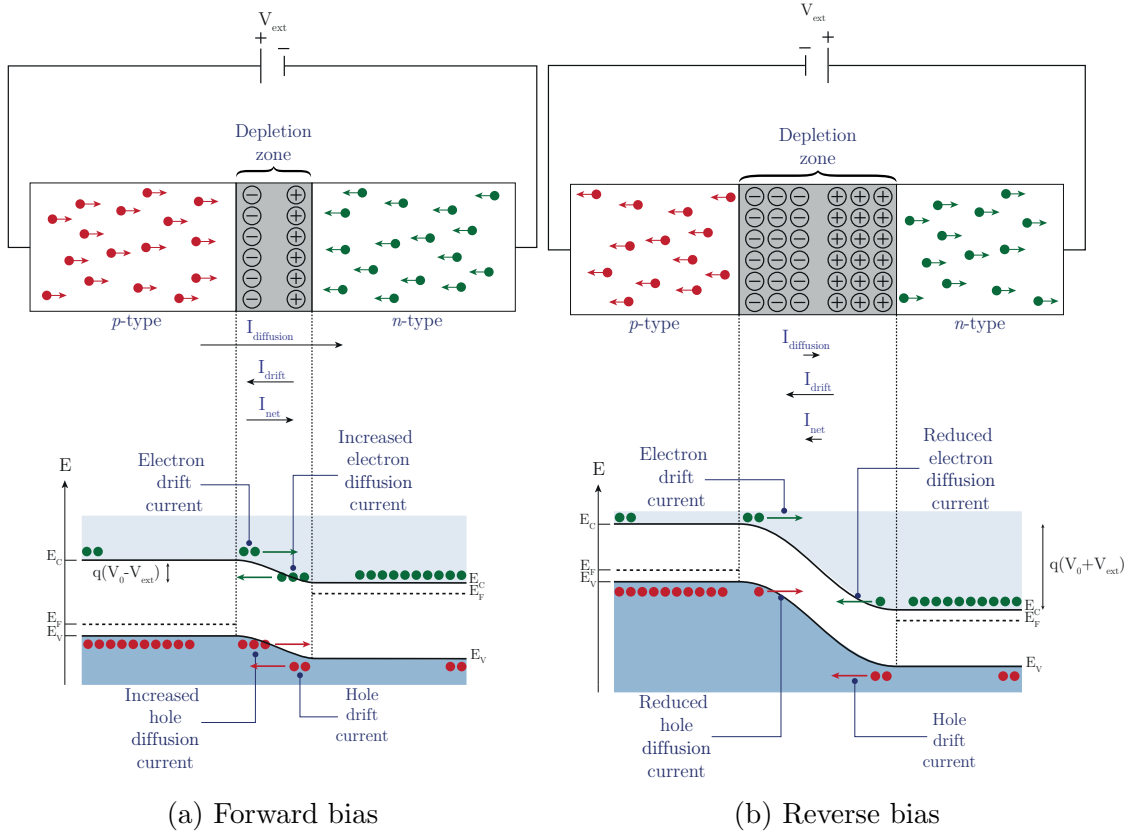 V_ext
+
−
Depletion
zone
p-type
n-type
I_diffusion
I_drift
I_net
Electron
drift
current
Increased
electron
diffusion
current
E
E_C
q(V_0-V_ext)
E_C
E_F
E_F
E_V
E_V
Increased
hole
diffusion
current
Hole
drift
current
(a) Forward bias
V_ext
−
+
Depletion
zone
p-type
n-type
I_diffusion
I_drift
I_net
Electron
drift
current
Reduced
electron
diffusion
current
E
E_C
q(V_0+V_ext)
E_F
E_V
E_C
E_F
E_V
Reduced
hole
diffusion
current
Hole
drift
current
(b) Reverse bias